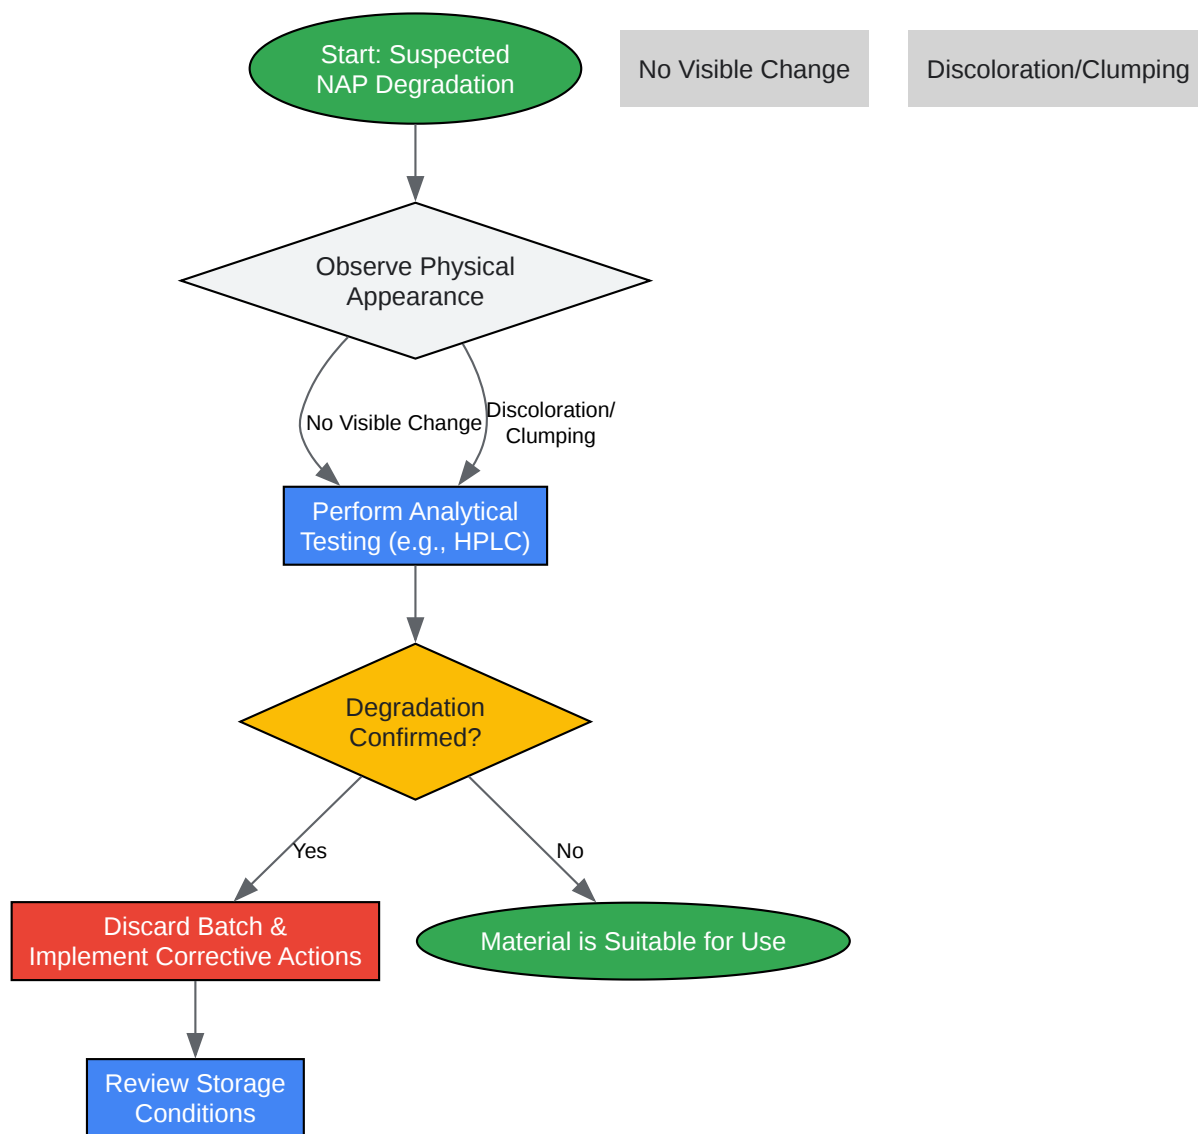 Start: Suspected
NAP Degradation
No Visible Change
Discoloration/Clumping
Observe Physical
Appearance
No Visible Change
Discoloration/
Clumping
Perform Analytical
Testing (e.g., HPLC)
Degradation
Confirmed?
Yes
No
Discard Batch &
Implement Corrective Actions
Material is Suitable for Use
Review Storage
Conditions